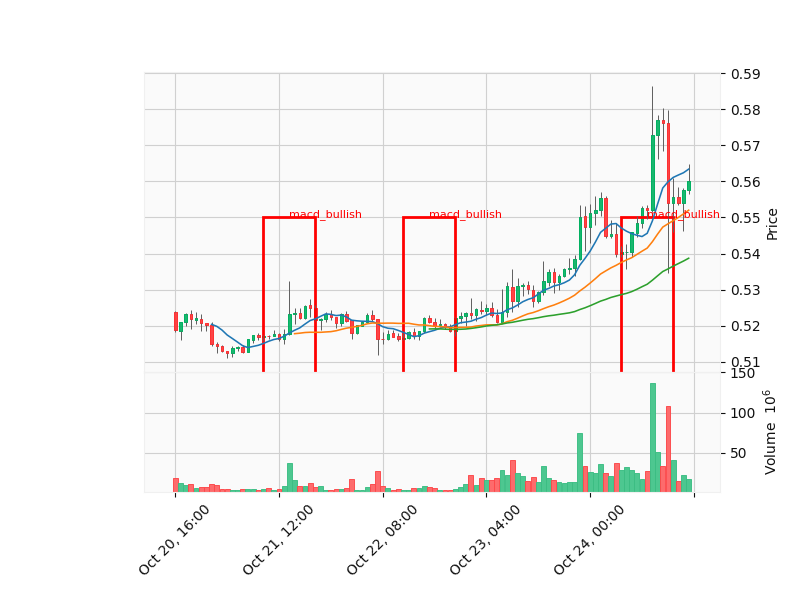 0.59
0.58
0.57
0.56
macd_bullish macd_bullish macd_bullish 0.55
0.54
0.53
0.52
0.51
Price
150
100
50
Volume 10^6
Oct 20, 16:00
Oct 21, 12:00
Oct 22, 08:00
Oct 23, 04:00
Oct 24, 00:00